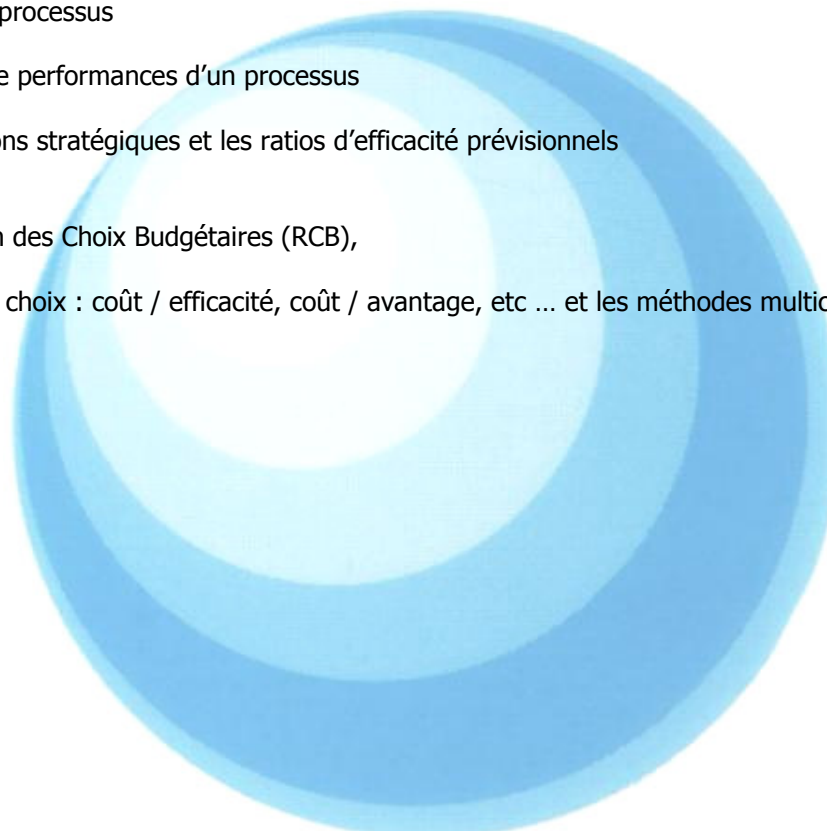 processus
e performances d’un processus
ns stratégiques et les ratios d’efficacité prévisionnels
n des Choix Budgétaires (RCB),
choix : coût / efficacité, coût / avantage, etc … et les méthodes multic